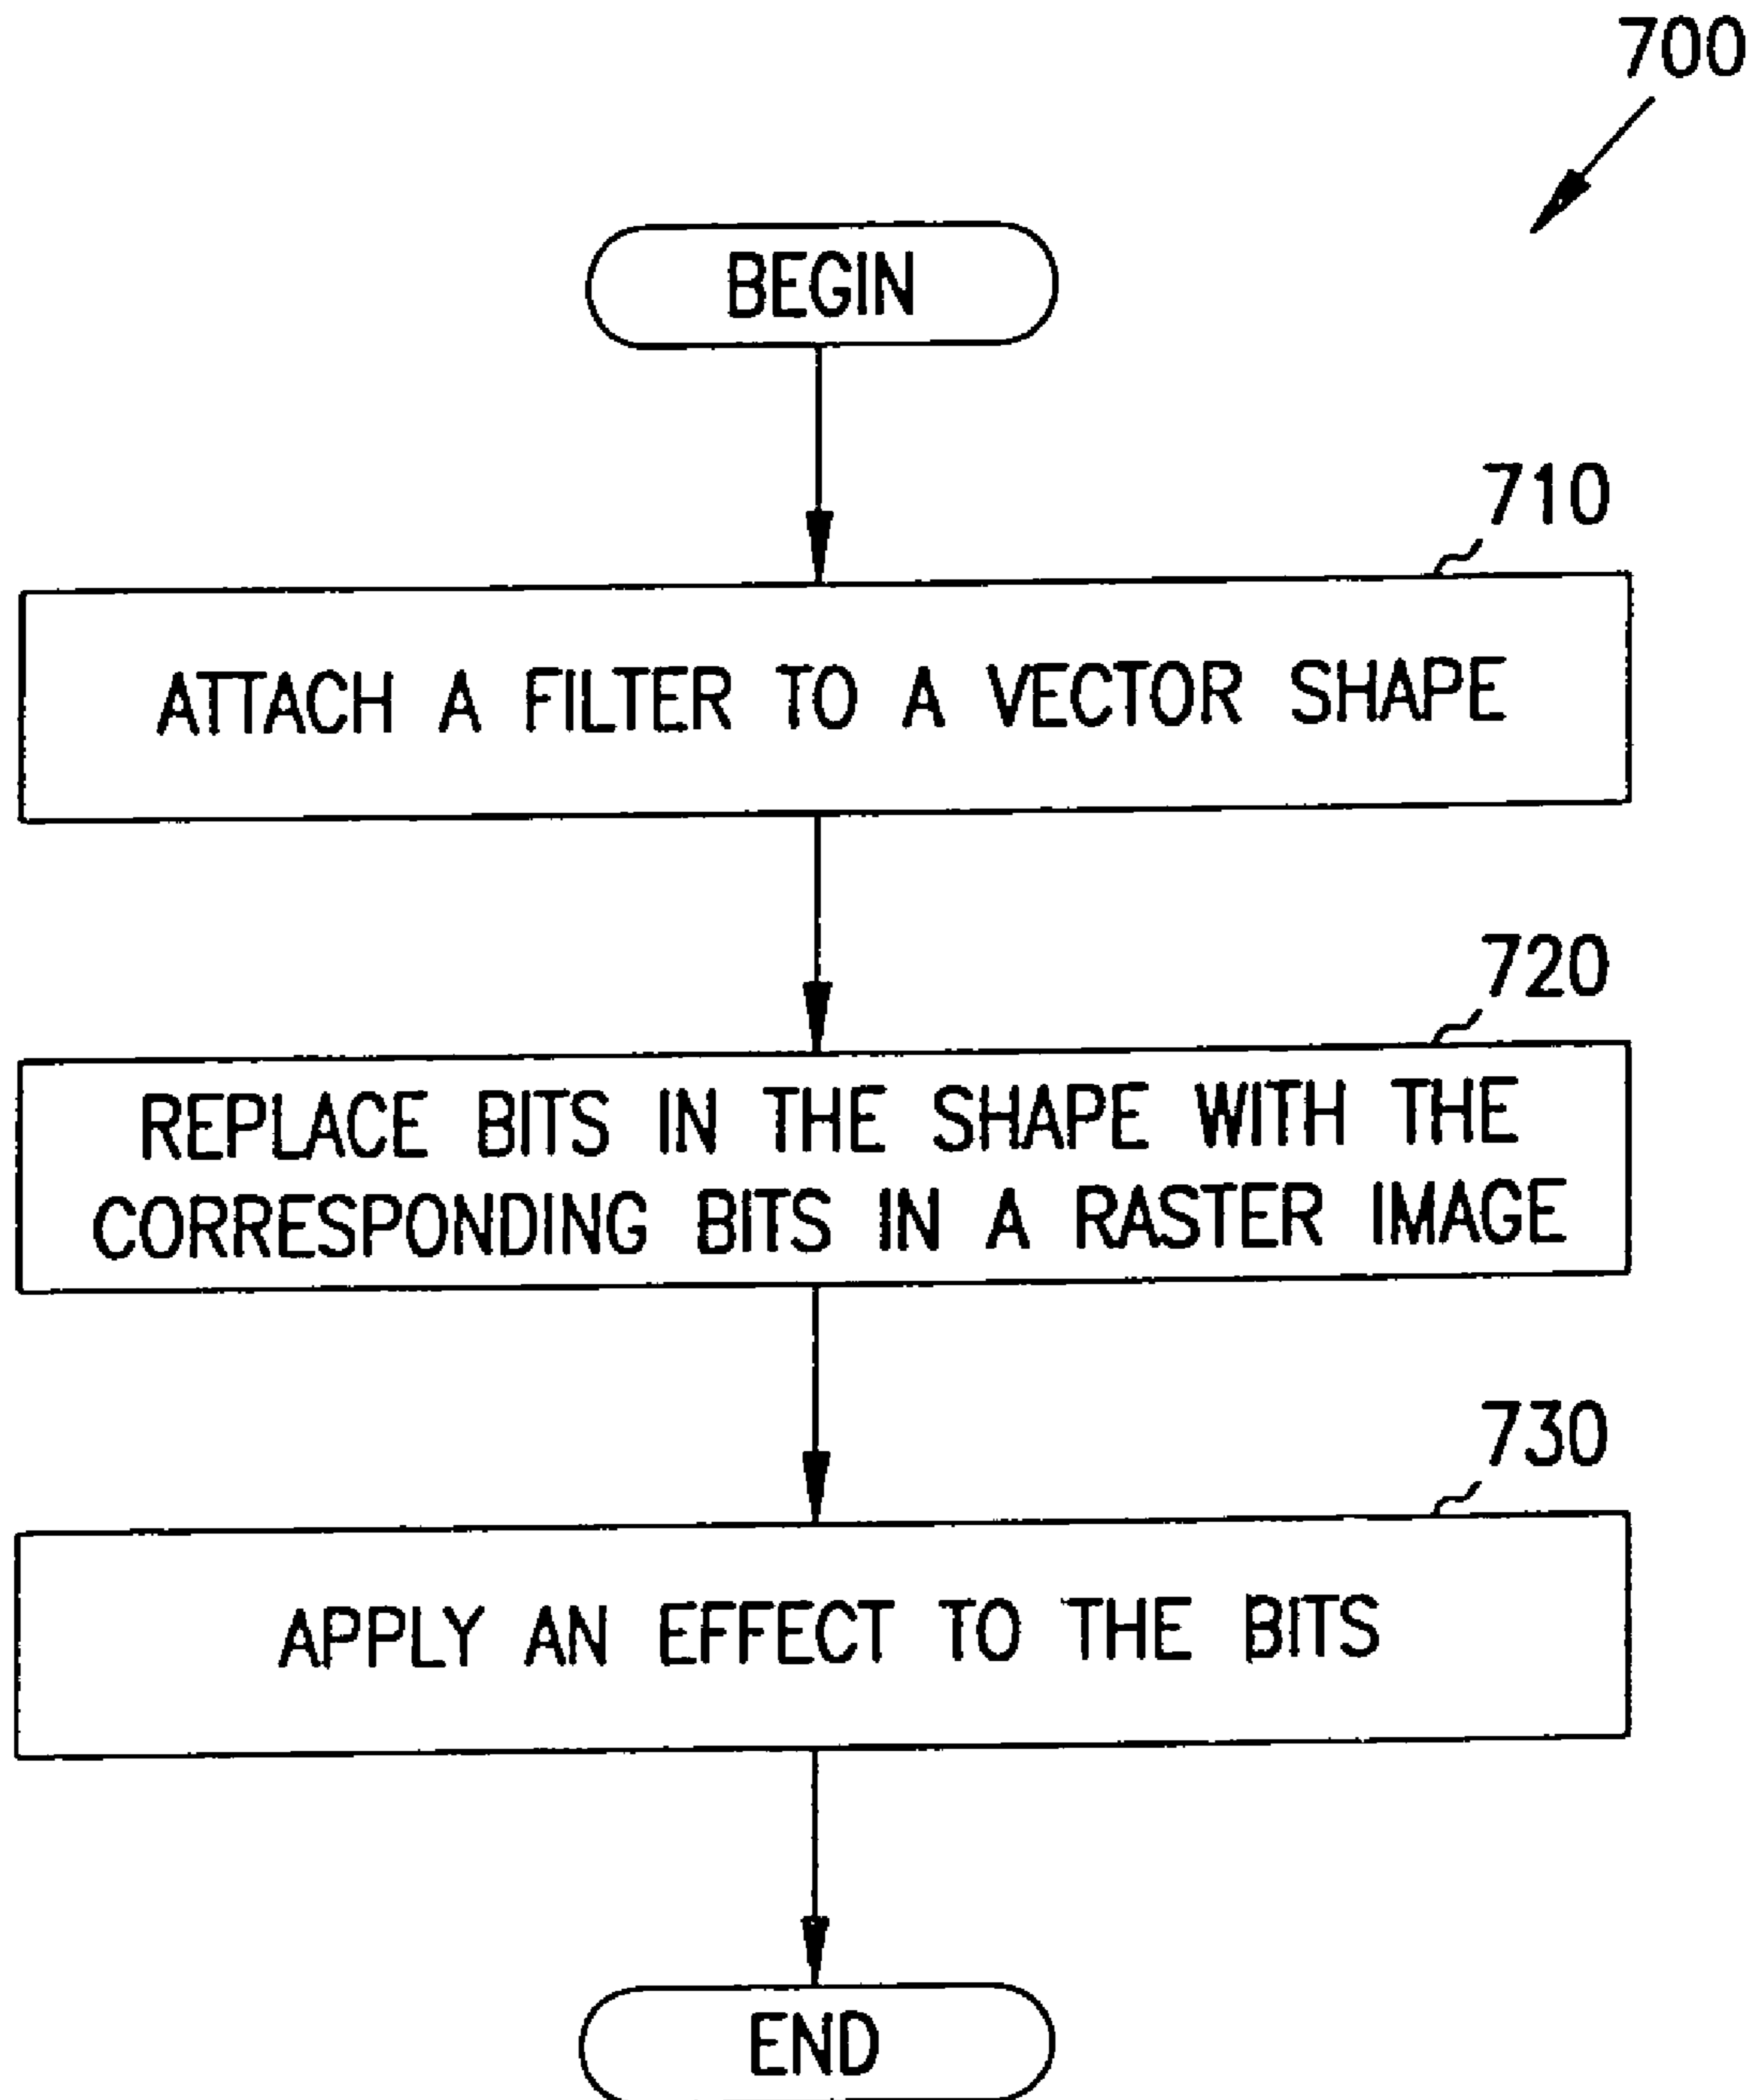 700
BEGIN
710
ATTACH A FILTER TO A VECTOR SHAPE
720
REPLACE BITS IN THE SHAPE WITH THE
CORRESPONDING BITS IN A RASTER IMAGE
730
APPLY AN EFFECT TO THE BITS
END